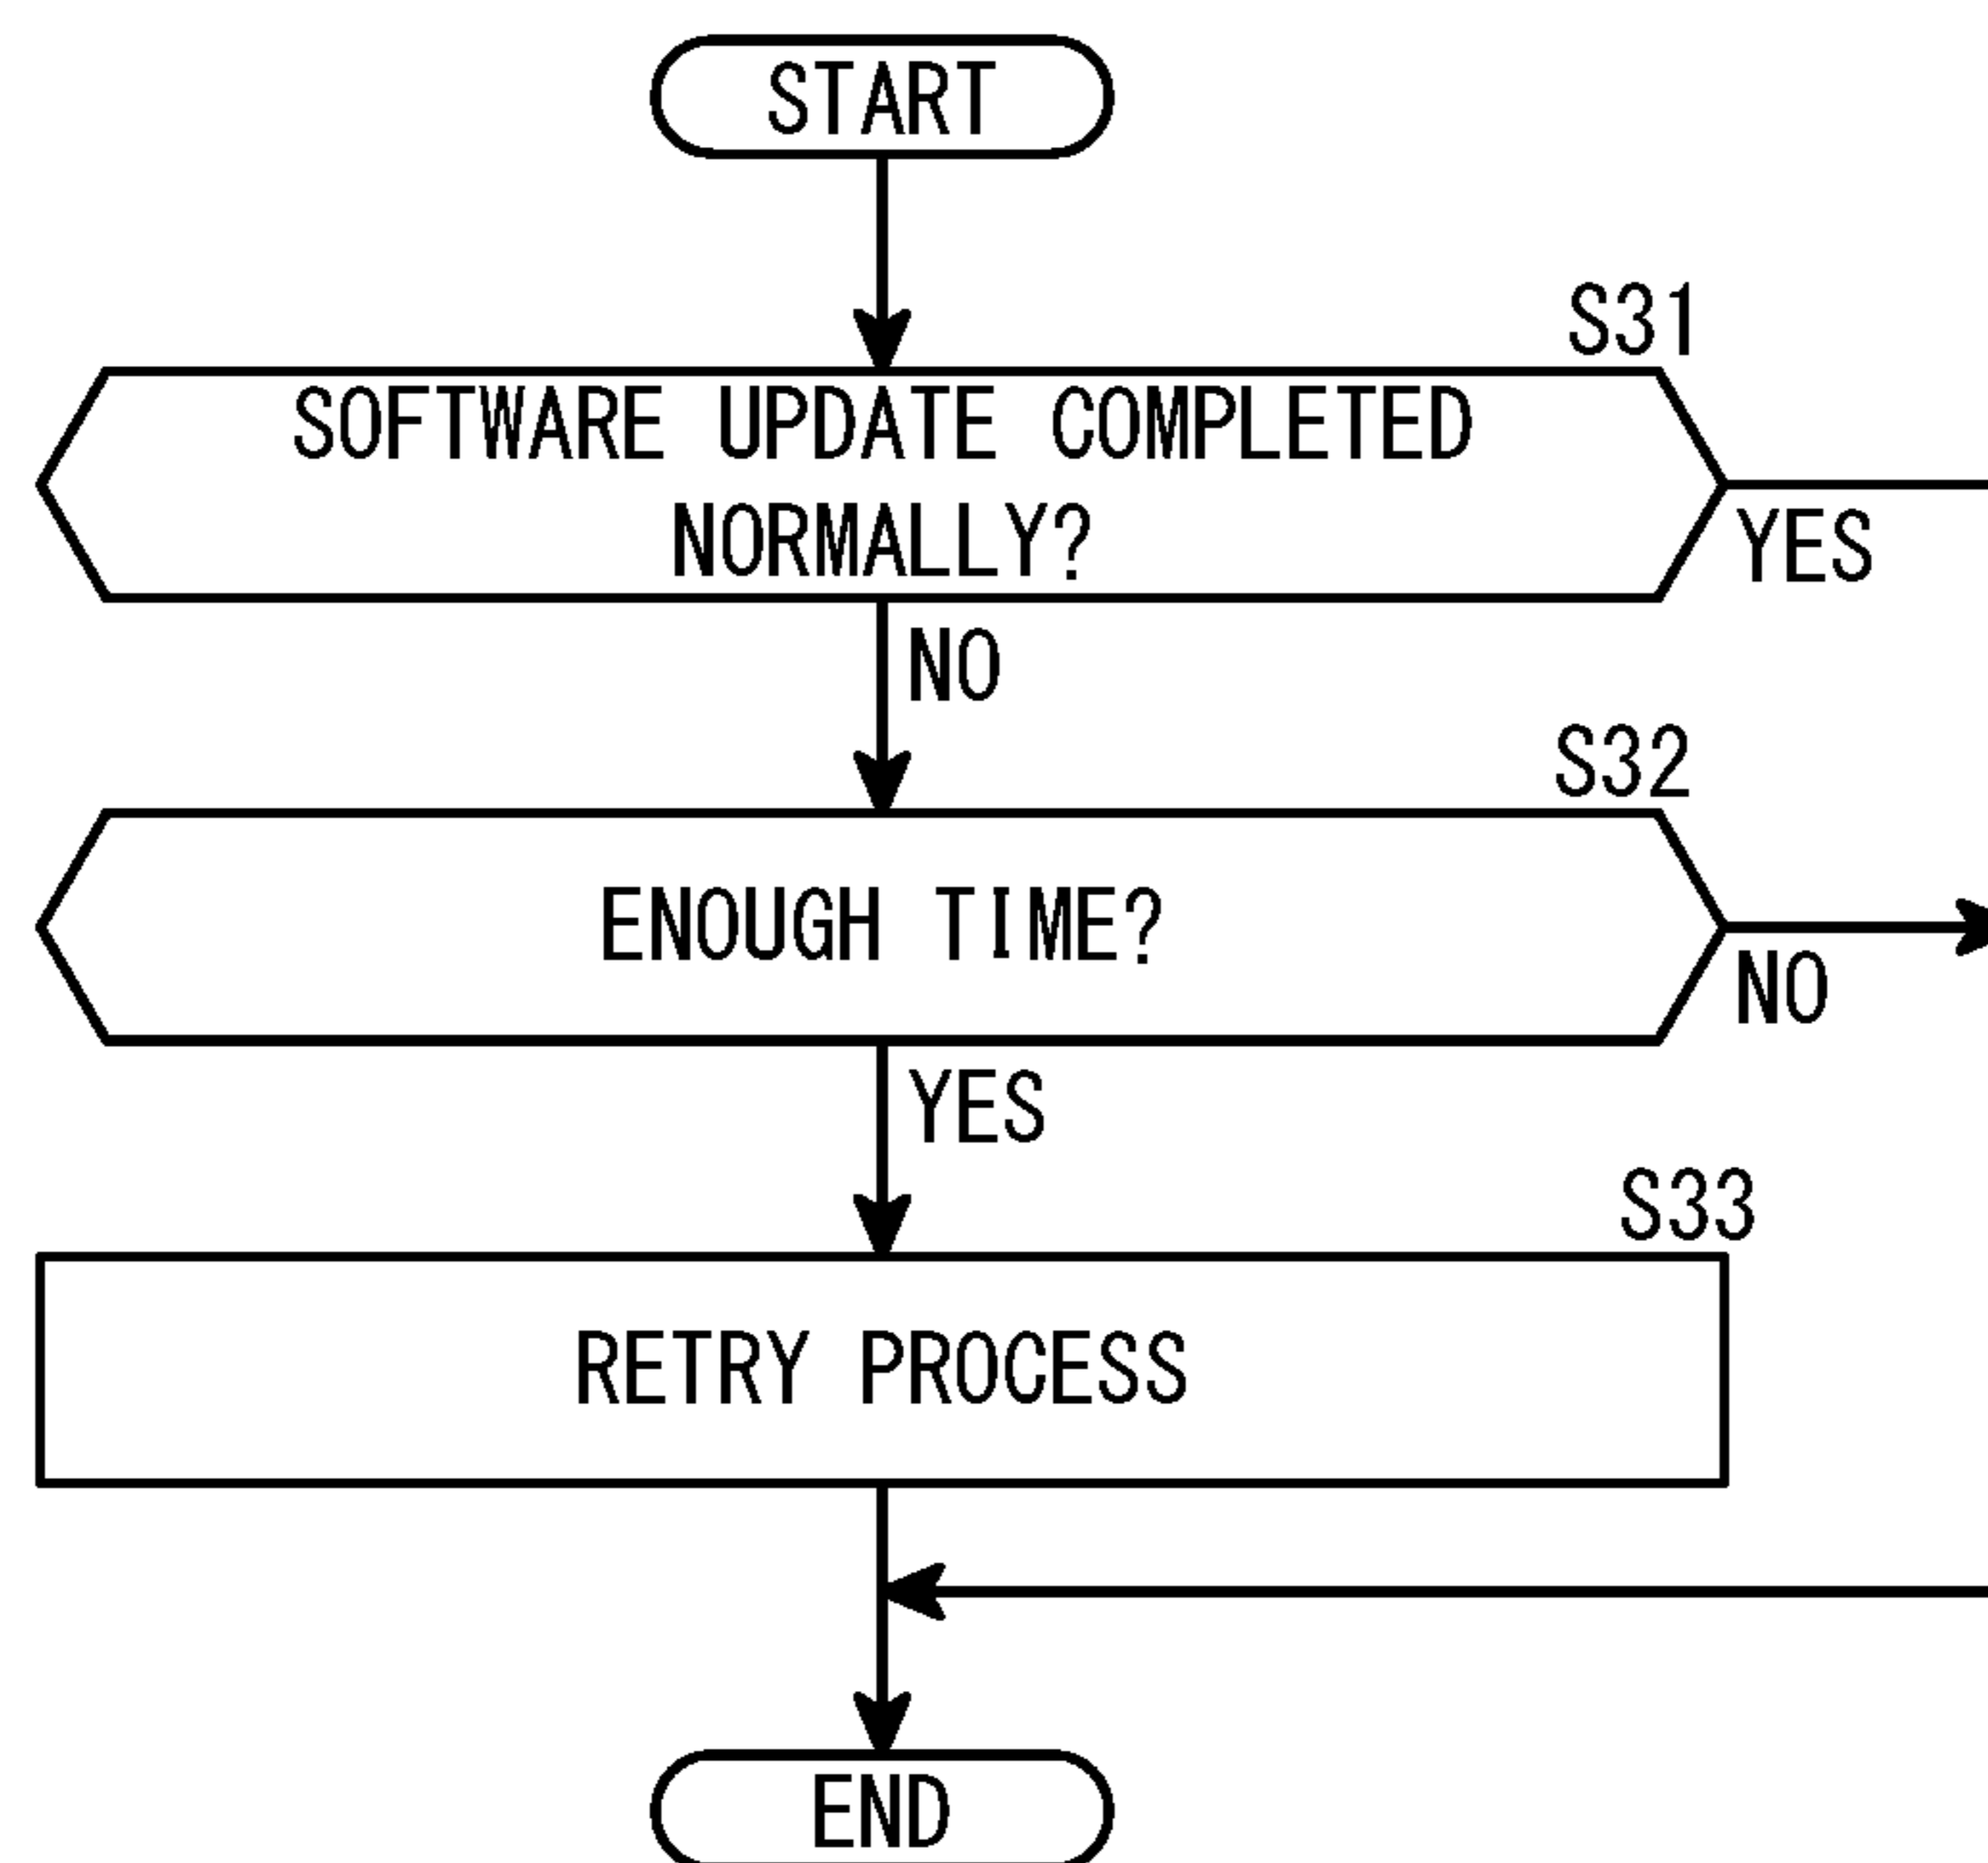 START
S31
SOFTWARE UPDATE COMPLETED
NORMALLY?
YES
NO
S32
ENOUGH TIME?
NO
YES
S33
RETRY PROCESS
END